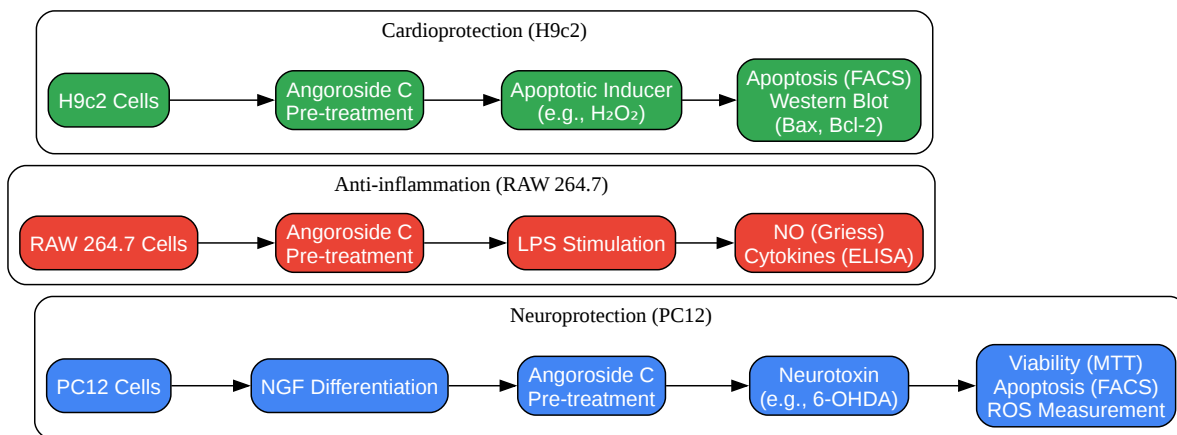 Cardioprotection (H9c2)
H9c2 Cells
Angoroside C
Pre-treatment
Apoptotic Inducer
(e.g., H₂O₂)
Apoptosis (FACS)
Western Blot
(Bax, Bcl-2)
Anti-inflammation (RAW 264.7)
RAW 264.7 Cells
Angoroside C
Pre-treatment
LPS Stimulation
NO (Griess)
Cytokines (ELISA)
Neuroprotection (PC12)
PC12 Cells
NGF Differentiation
Angoroside C
Pre-treatment
Neurotoxin
(e.g., 6-OHDA)
Viability (MTT)
Apoptosis (FACS)
ROS Measurement